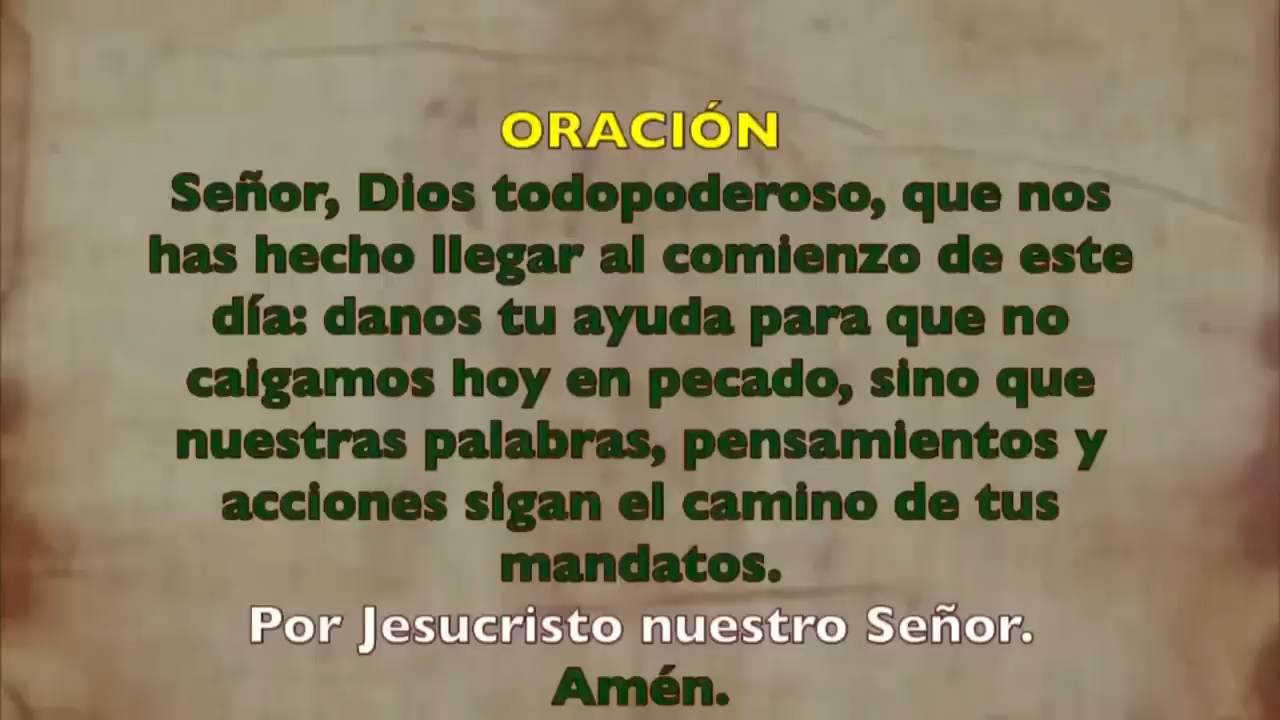 ORACIÓN
Señor, Dios todopoderoso, que nos
has hecho llegar al comienzo de este
día: danos tu ayuda para que no
caigamos hoy en pecado, sino que
nuestras palabras, pensamientos y
acciones sigan el camino de tus
mandatos.
Por Jesucristo nuestro Señor.
Amén.